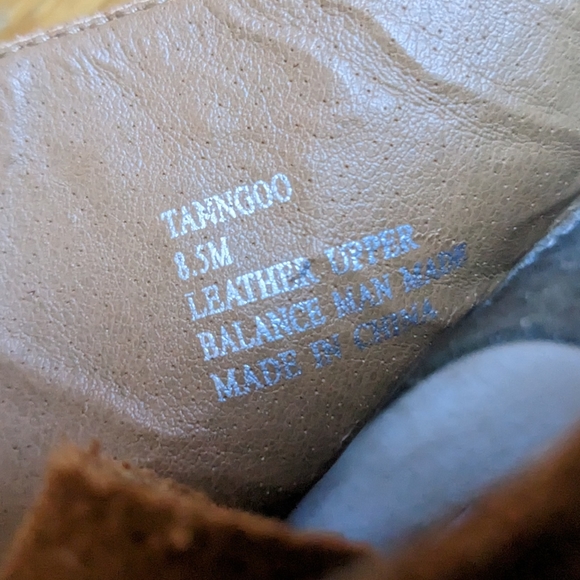 TANNGOO
8.5M
LEATHER UPPER
BALANCE MAN MADE
MADE IN CHINA